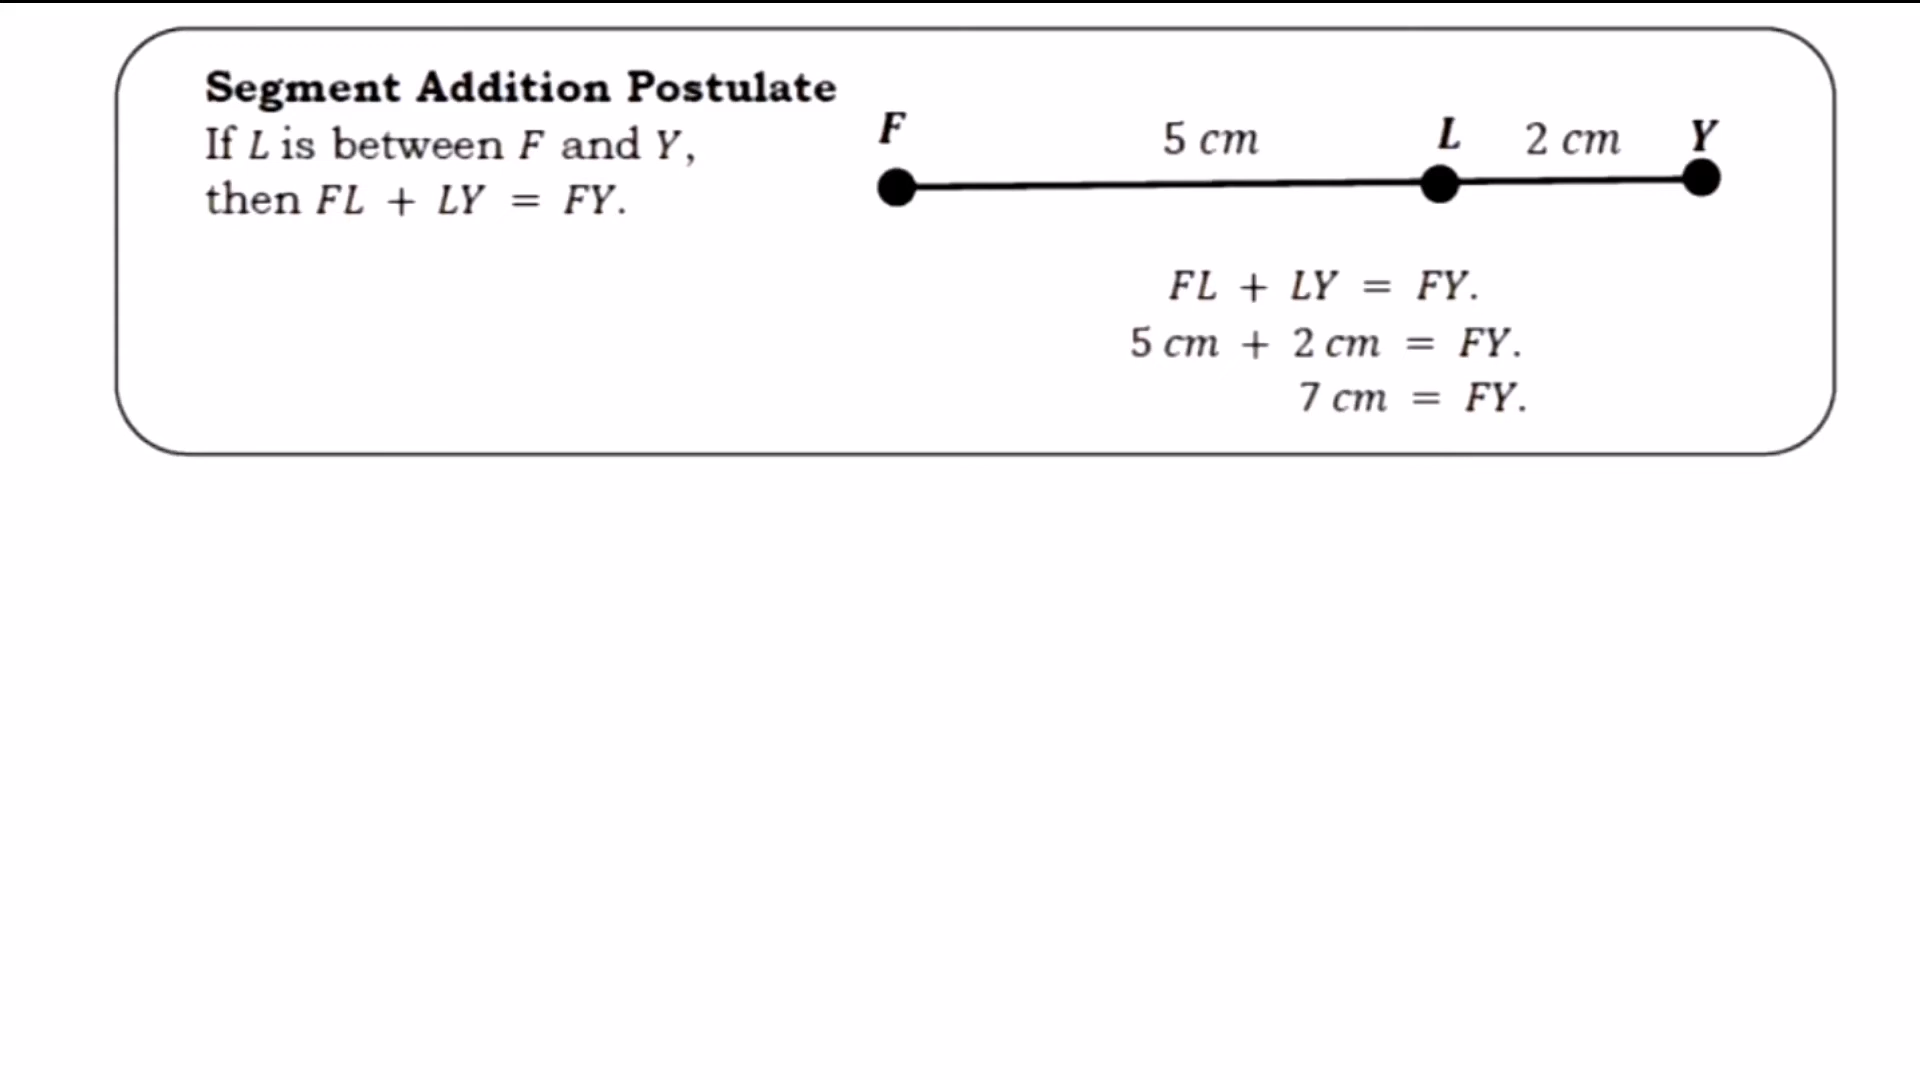 Segment Addition Postulate
If L is between F and Y,
then FL + LY = FY.
F 5 cm L 2 cm Y
FL + LY = FY.
5 cm + 2 cm = FY.
7 cm = FY.